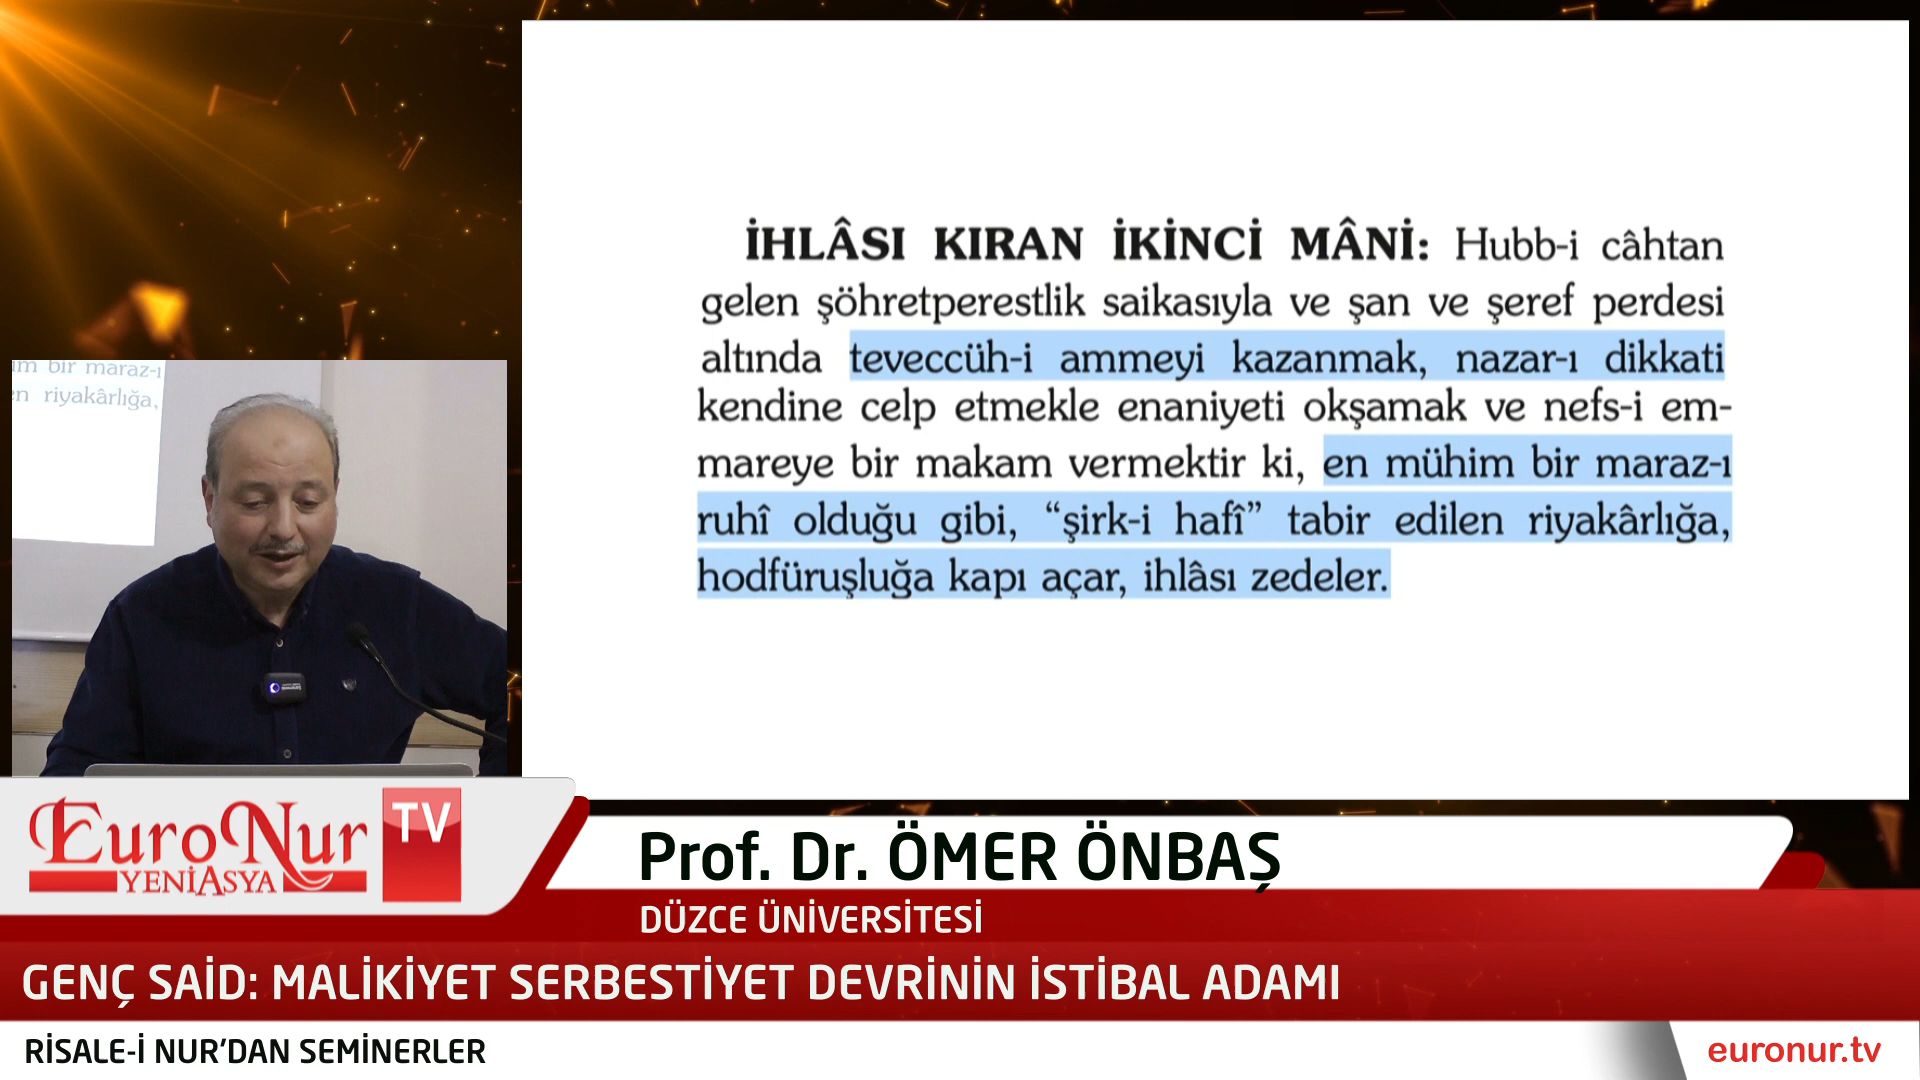 İHLÂSI KIRAN İKİNCİ MÂNİ: Hubb-i câhtan
gelen şöhretperestlik saikasıyla ve şan ve şeref perdesi
altında teveccüh-i ammeyi kazanmak, nazar-ı dikkati
kendine celp etmekle enaniyeti okşamak ve nefs-i em-
mareye bir makam vermektir ki, en mühim bir maraz-ı
ruhî olduğu gibi, “şirk-i hafî” tabir edilen riyakârlığa,
hodfüruşluğa kapı açar, ihlâsı zedeler.
bir maraz-ı
riyakârlığa,
EuroNur TV
YENİASYA
Prof. Dr. ÖMER ÖNBAŞ
DÜZCE ÜNİVERSİTESİ
GENÇ SAİD: MALİKİYET SERBESTİYET DEVRİNİN İSTİBAL ADAMI
RİSALE-İ NUR’DAN SEMİNERLER
euronur.tv